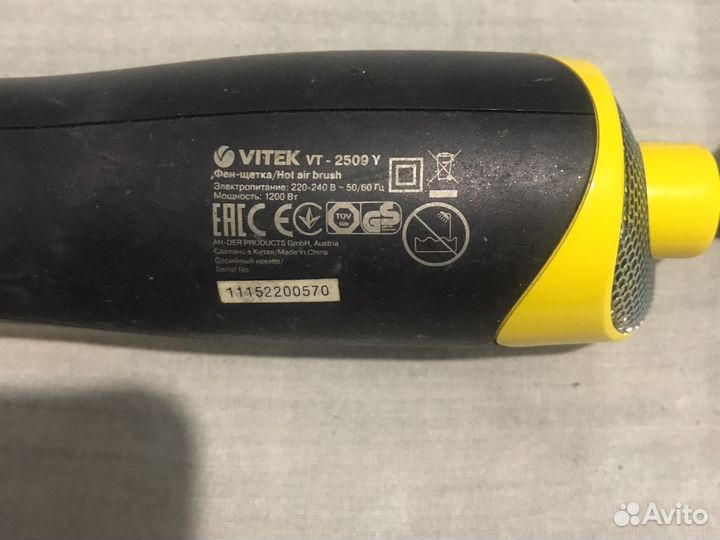 VITEK VT - 2509 Y
Фен-щетка/Hot air brush
Электропитание: 220-240 В ~ 50/60 Гц
Мощность: 1200 Вт
EAC CE TÜV SÜD GS
AN-DER PRODUCTS GmbH, Austria
Сделано в Китае/Made in China
Серийный номер/
Serial No.
11152200570
Avito